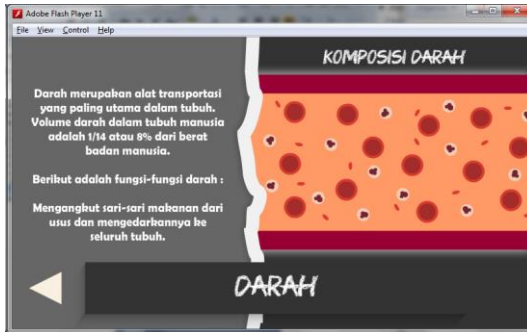 Adobe Flash Player 11
File View Control Help
KOMPOSISI DARAH
Darah merupakan alat transportasi
yang paling utama dalam tubuh.
Volume darah dalam tubuh manusia
adalah 1/14 atau 8% dari berat
badan manusia.
Berikut adalah fungsi-fungsi darah :
Mengangkut sari-sari makanan dari
usus dan mengedarkannya ke
seluruh tubuh.
DARAH